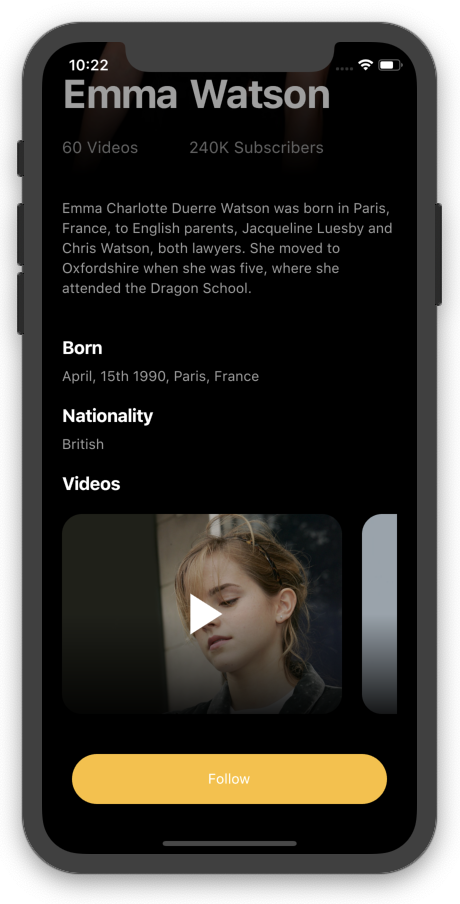 10:22
Emma Watson
60 Videos 240K Subscribers
Emma Charlotte Duerre Watson was born in Paris,
France, to English parents, Jacqueline Luesby and
Chris Watson, both lawyers. She moved to
Oxfordshire when she was five, where she
attended the Dragon School.
Born
April, 15th 1990, Paris, France
Nationality
British
Videos
Follow